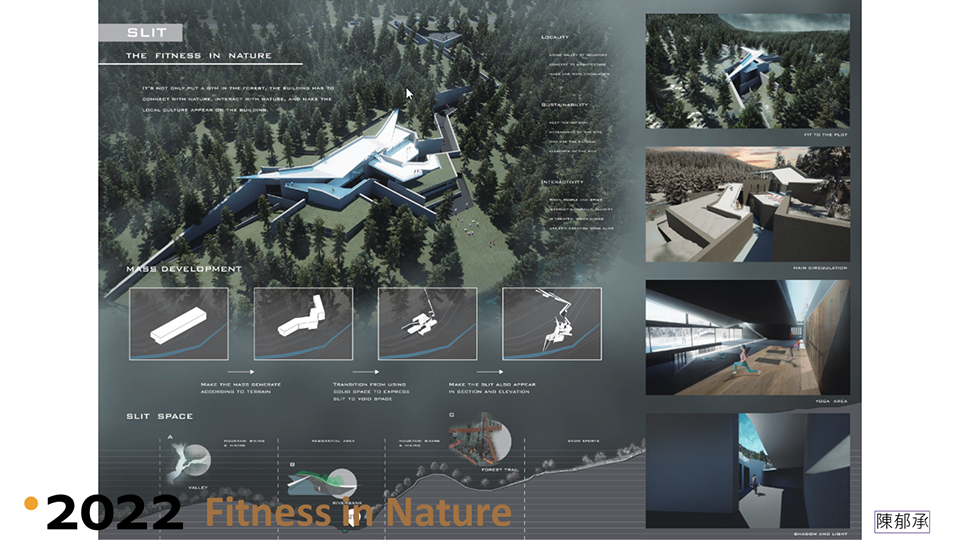 SLIT
THE FITNESS IN NATURE
IT'S NOT ONLY PUT A GYM IN THE FOREST, THE BUILDING HAS TO
CONNECT WITH NATURE, INTERACT WITH NATURE, AND MAKE THE
LOCAL CULTURE APPEAR ON THE BUILDING.
LOCALITY
SUSTAINABILITY
INTERACTIVITY
FIT TO THE PLOT
MAIN CIRCULATION
YOGA AREA
SHADOW AND LIGHT
MASS DEVELOPMENT
MAKE THE MASS GENERATE
ACCORDING TO TERRAIN
TRANSITION FROM USING
SOLID SPACE TO EXPRESS
SLIT TO VOID SPACE
MAKE THE SLIT ALSO APPEAR
IN SECTION AND ELEVATION
SLIT SPACE
A
VALLEY
MOUNTAIN BIKING
& HIKING
B
RIVERBANK
RESIDENTIAL AREA
MOUNTAIN BIKING
& HIKING
FOREST TRAIL
SNOW SPORTS
2022 Fitness in Nature
陳郁承